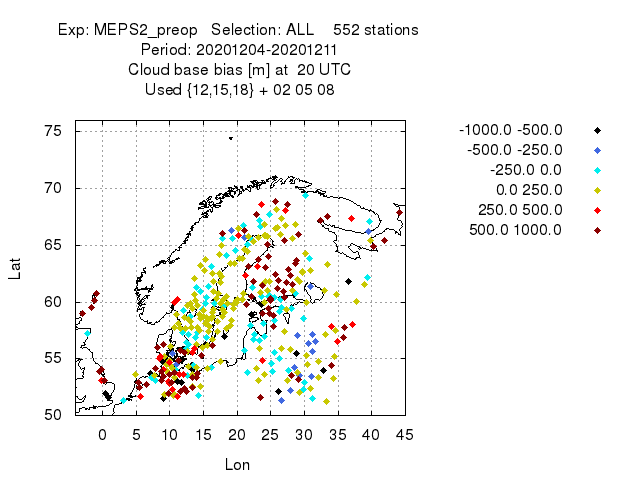 Exp: MEPS2_preop Selection: ALL 552 stations
Period: 20201204-20201211
Cloud base bias [m] at 20 UTC
Used {12,15,18} + 02 05 08
-1000.0 -500.0
-500.0 -250.0
-250.0 0.0
0.0 250.0
250.0 500.0
500.0 1000.0
75
70
65
60
55
50
Lat
0 5 10 15 20 25 30 35 40 45
Lon